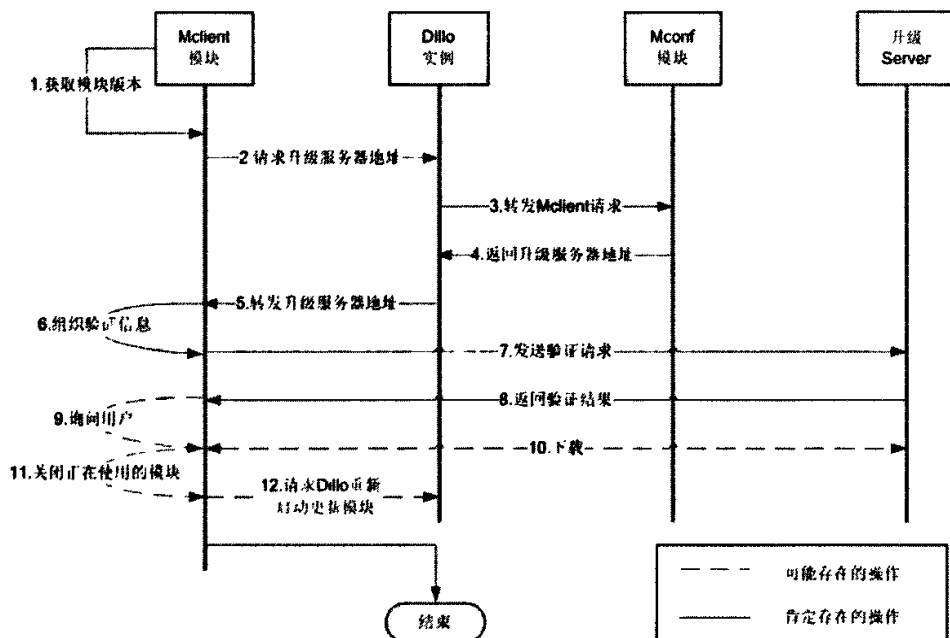 Mclient
模块
Dillo
实例
Mconf
模块
升级
Server
1.获取模块版本
2 请求升级服务器地址
3.转发Mclient请求
4.返回升级服务器地址
5.转发升级服务器地址
6.组织验证信息
7.发送验证请求
8.返回验证结果
9.询问用户
10.下载
11.关闭正在使用的模块
12.请求Dillo重新
启动更新模块
可能存在的操作
肯定存在的操作
结束